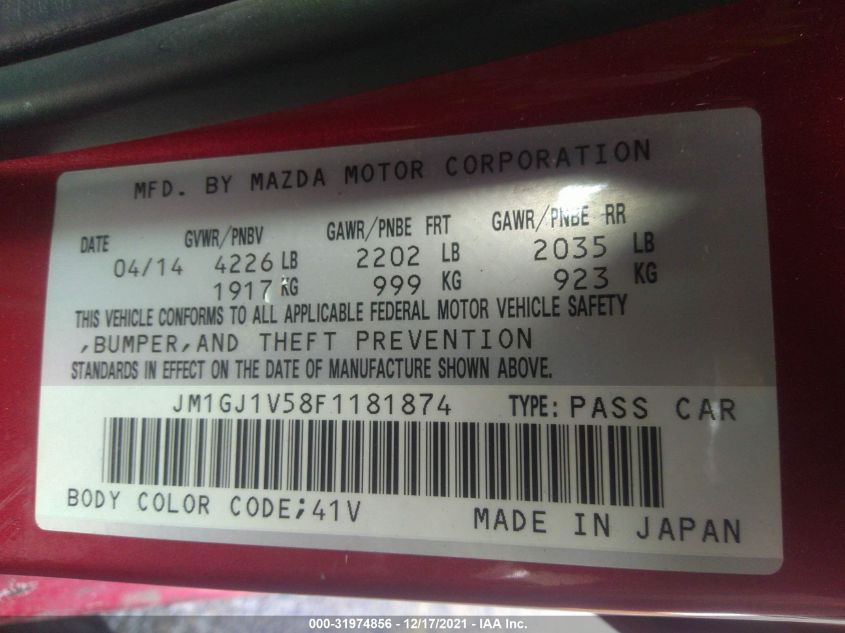 MFD. BY MAZDA MOTOR CORPORATION
DATE GVWR/PNBV GAWR/PNBE FRT GAWR/PNBE RR
04/14 4226 LB 2202 LB 2035 LB
1917 KG 999 KG 923 KG
THIS VEHICLE CONFORMS TO ALL APPLICABLE FEDERAL MOTOR VEHICLE SAFETY
,BUMPER,AND THEFT PREVENTION
STANDARDS IN EFFECT ON THE DATE OF MANUFACTURE SHOWN ABOVE.
JM1GJ1V58F1181874 TYPE: PASS CAR
BODY COLOR CODE;41V MADE IN JAPAN
000-31974856 - 12/17/2021 - IAA Inc.